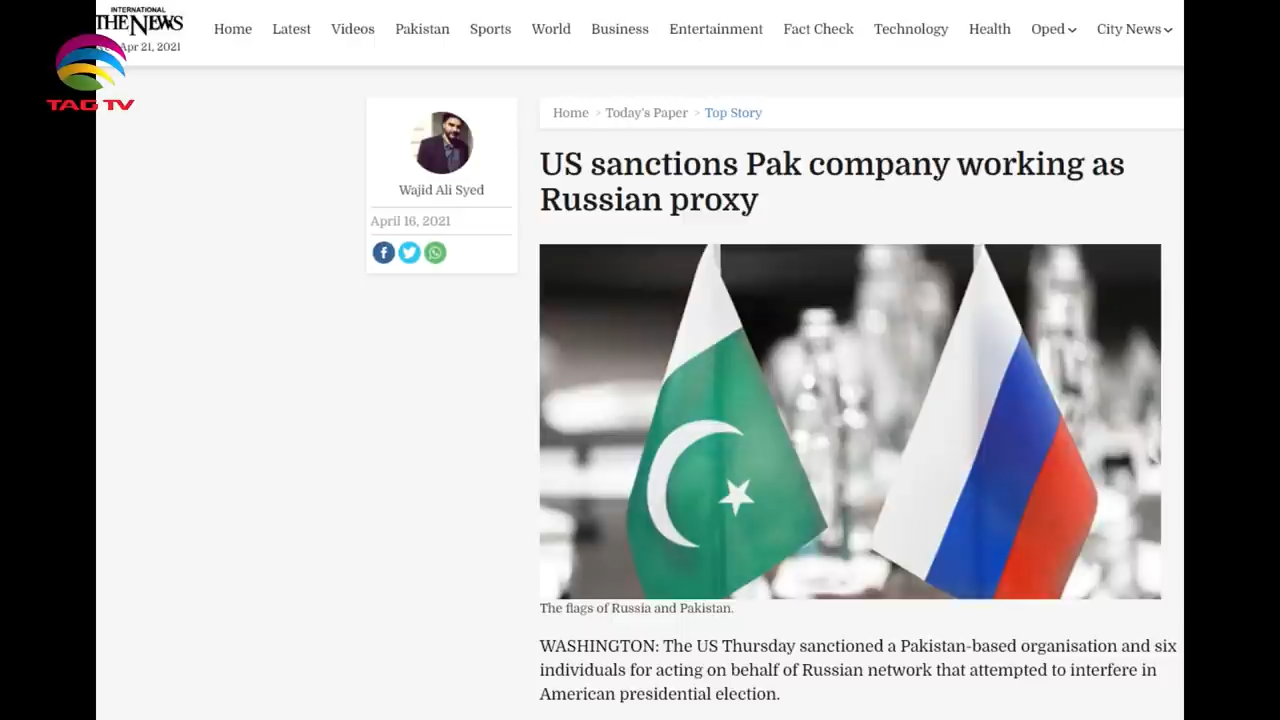 INTERNATIONAL
THE NEWS
Apr 21, 2021
Home Latest Videos Pakistan Sports World Business Entertainment Fact Check Technology Health Oped City News
TAG TV
Home > Today's Paper > Top Story
Wajid Ali Syed
April 16, 2021
US sanctions Pak company working as
Russian proxy
The flags of Russia and Pakistan.
WASHINGTON: The US Thursday sanctioned a Pakistan-based organisation and six
individuals for acting on behalf of Russian network that attempted to interfere in
American presidential election.